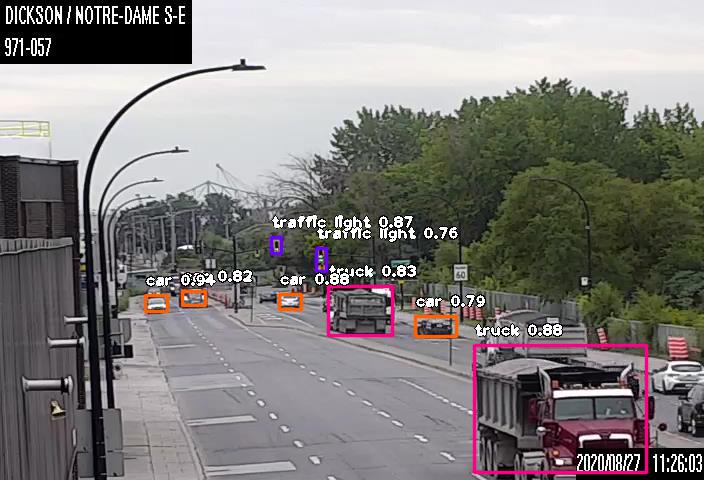 DICKSON / NOTRE-DAME S-E
971-057
traffic light 0.87
traffic light 0.76
car 0.94
0.82
car 0.88
truck 0.83
60
car 0.79
truck 0.88
2020/08/27 11:26:03